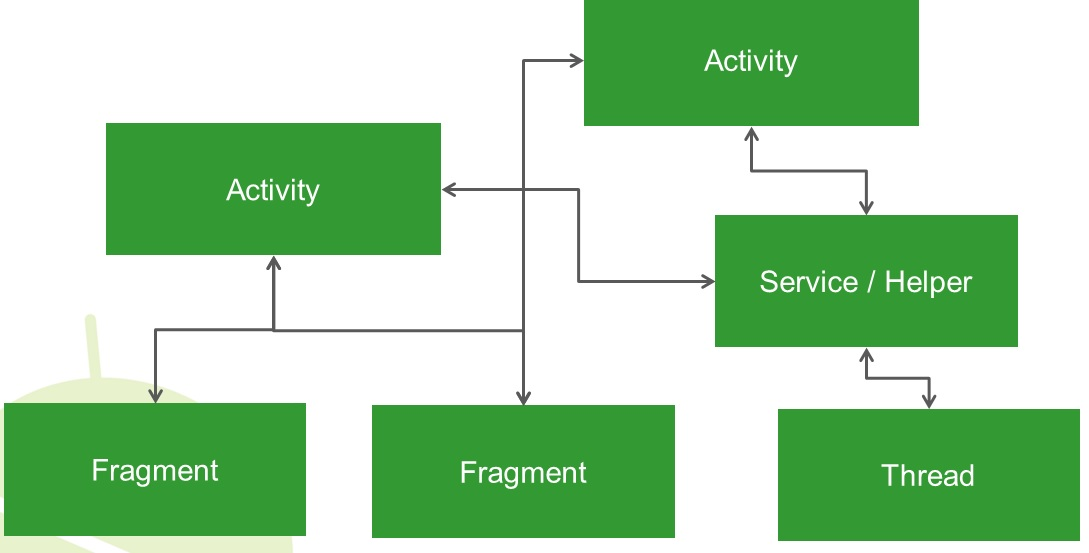 Activity
Activity
Service / Helper
Fragment
Fragment
Thread